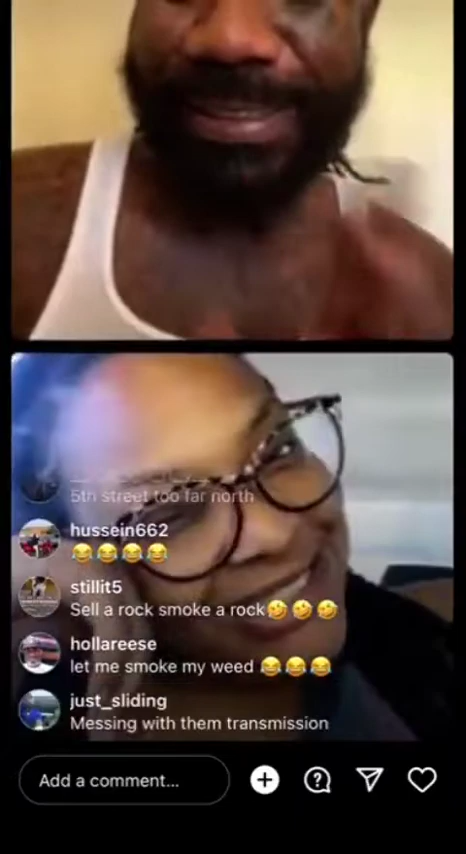 5th street too far north
hussein662
😂😂😂😂
stillit5
Sell a rock smoke a rock🤣🤣🤣
hollareese
let me smoke my weed 😂😂😂
just_sliding
Messing with them transmission
Add a comment...